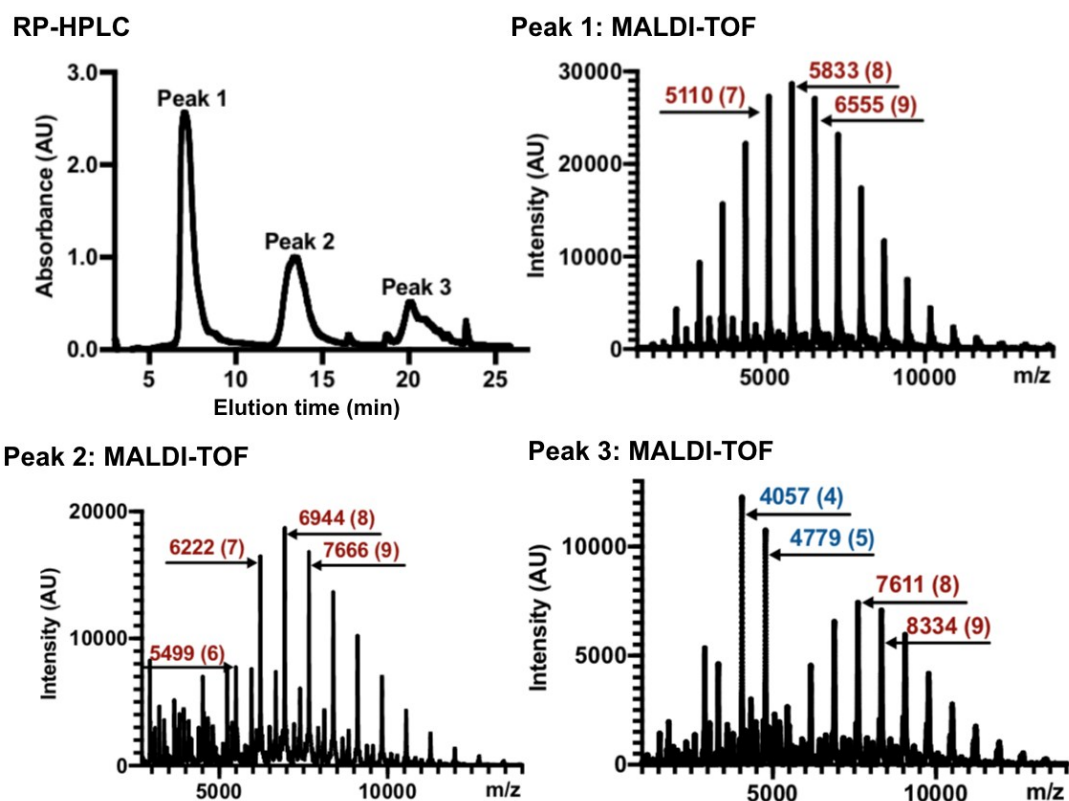 RP-HPLC
3.0
2.0
1.0
0.0
Peak 1
Peak 2
Peak 3
5
10
15
20
25
Absorbance (AU)
Elution time (min)
Peak 1: MALDI-TOF
30000
20000
10000
0
5110 (7)
5833 (8)
6555 (9)
5000
10000
m/z
Intensity (AU)
Peak 2: MALDI-TOF
20000
10000
0
6944 (8)
6222 (7)
7666 (9)
5499 (6)
5000
10000
m/z
Intensity (AU)
Peak 3: MALDI-TOF
10000
5000
0
4057 (4)
4779 (5)
7611 (8)
8334 (9)
5000
10000
m/z
Intensity (AU)